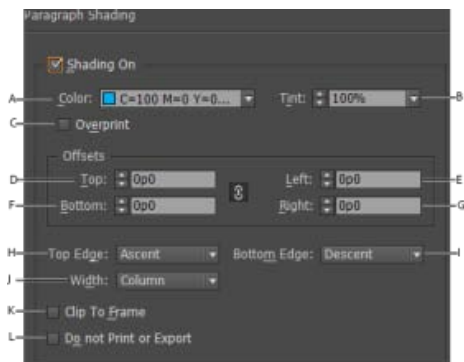 Paragraph Shading
Shading On
A Color: C=100 M=0 Y=0... Tint: 100% B
C Overprint
Offsets
D Top: 0p0 Left: 0p0 E
F Bottom: 0p0 Right: 0p0 G
H Top Edge: Ascent Bottom Edge: Descent I
J Width: Column
K Clip To Frame
L Do not Print or Export